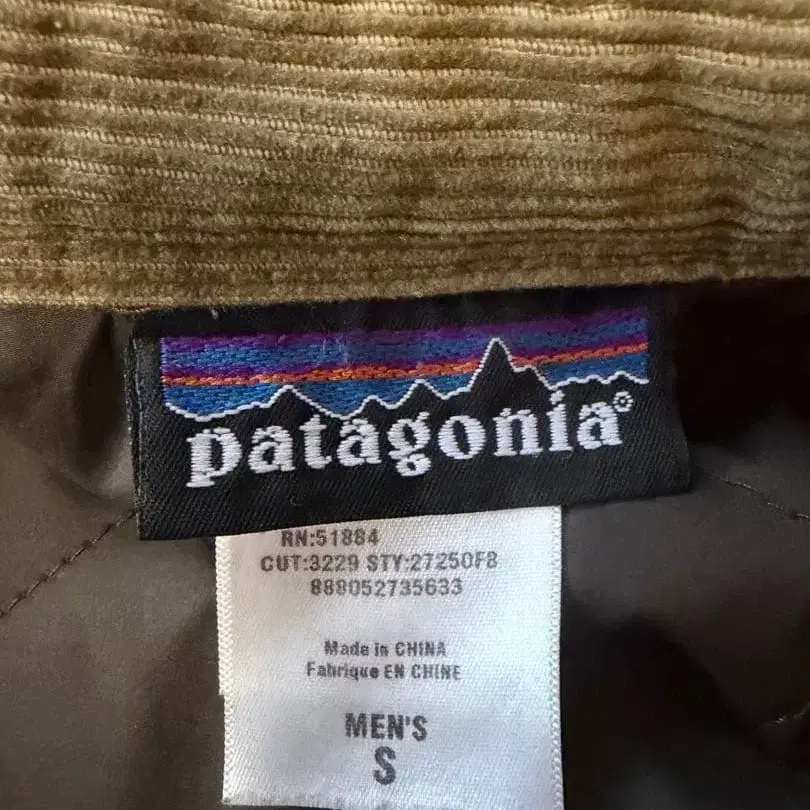 patagonia®
RN:51884
CUT:3229 STY:27250F8
888052735633
Made in CHINA
Fabrique EN CHINE
MEN'S
S